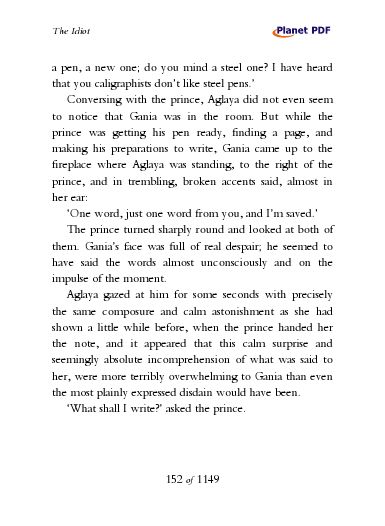 The Idiot
Planet PDF
a pen, a new one; do you mind a steel one? I have heard
that you caligraphists don't like steel pens.'
Conversing with the prince, Aglaya did not even seem
to notice that Gania was in the room. But while the
prince was getting his pen ready, finding a page, and
making his preparations to write, Gania came up to the
fireplace where Aglaya was standing, to the right of the
prince, and in trembling, broken accents said, almost in
her ear:
'One word, just one word from you, and I'm saved.'
The prince turned sharply round and looked at both of
them. Gania's face was full of real despair; he seemed to
have said the words almost unconsciously and on the
impulse of the moment.
Aglaya gazed at him for some seconds with precisely
the same composure and calm astonishment as she had
shown a little while before, when the prince handed her
the note, and it appeared that this calm surprise and
seemingly absolute incomprehension of what was said to
her, were more terribly overwhelming to Gania than even
the most plainly expressed disdain would have been.
'What shall I write?' asked the prince.
152 of 1149